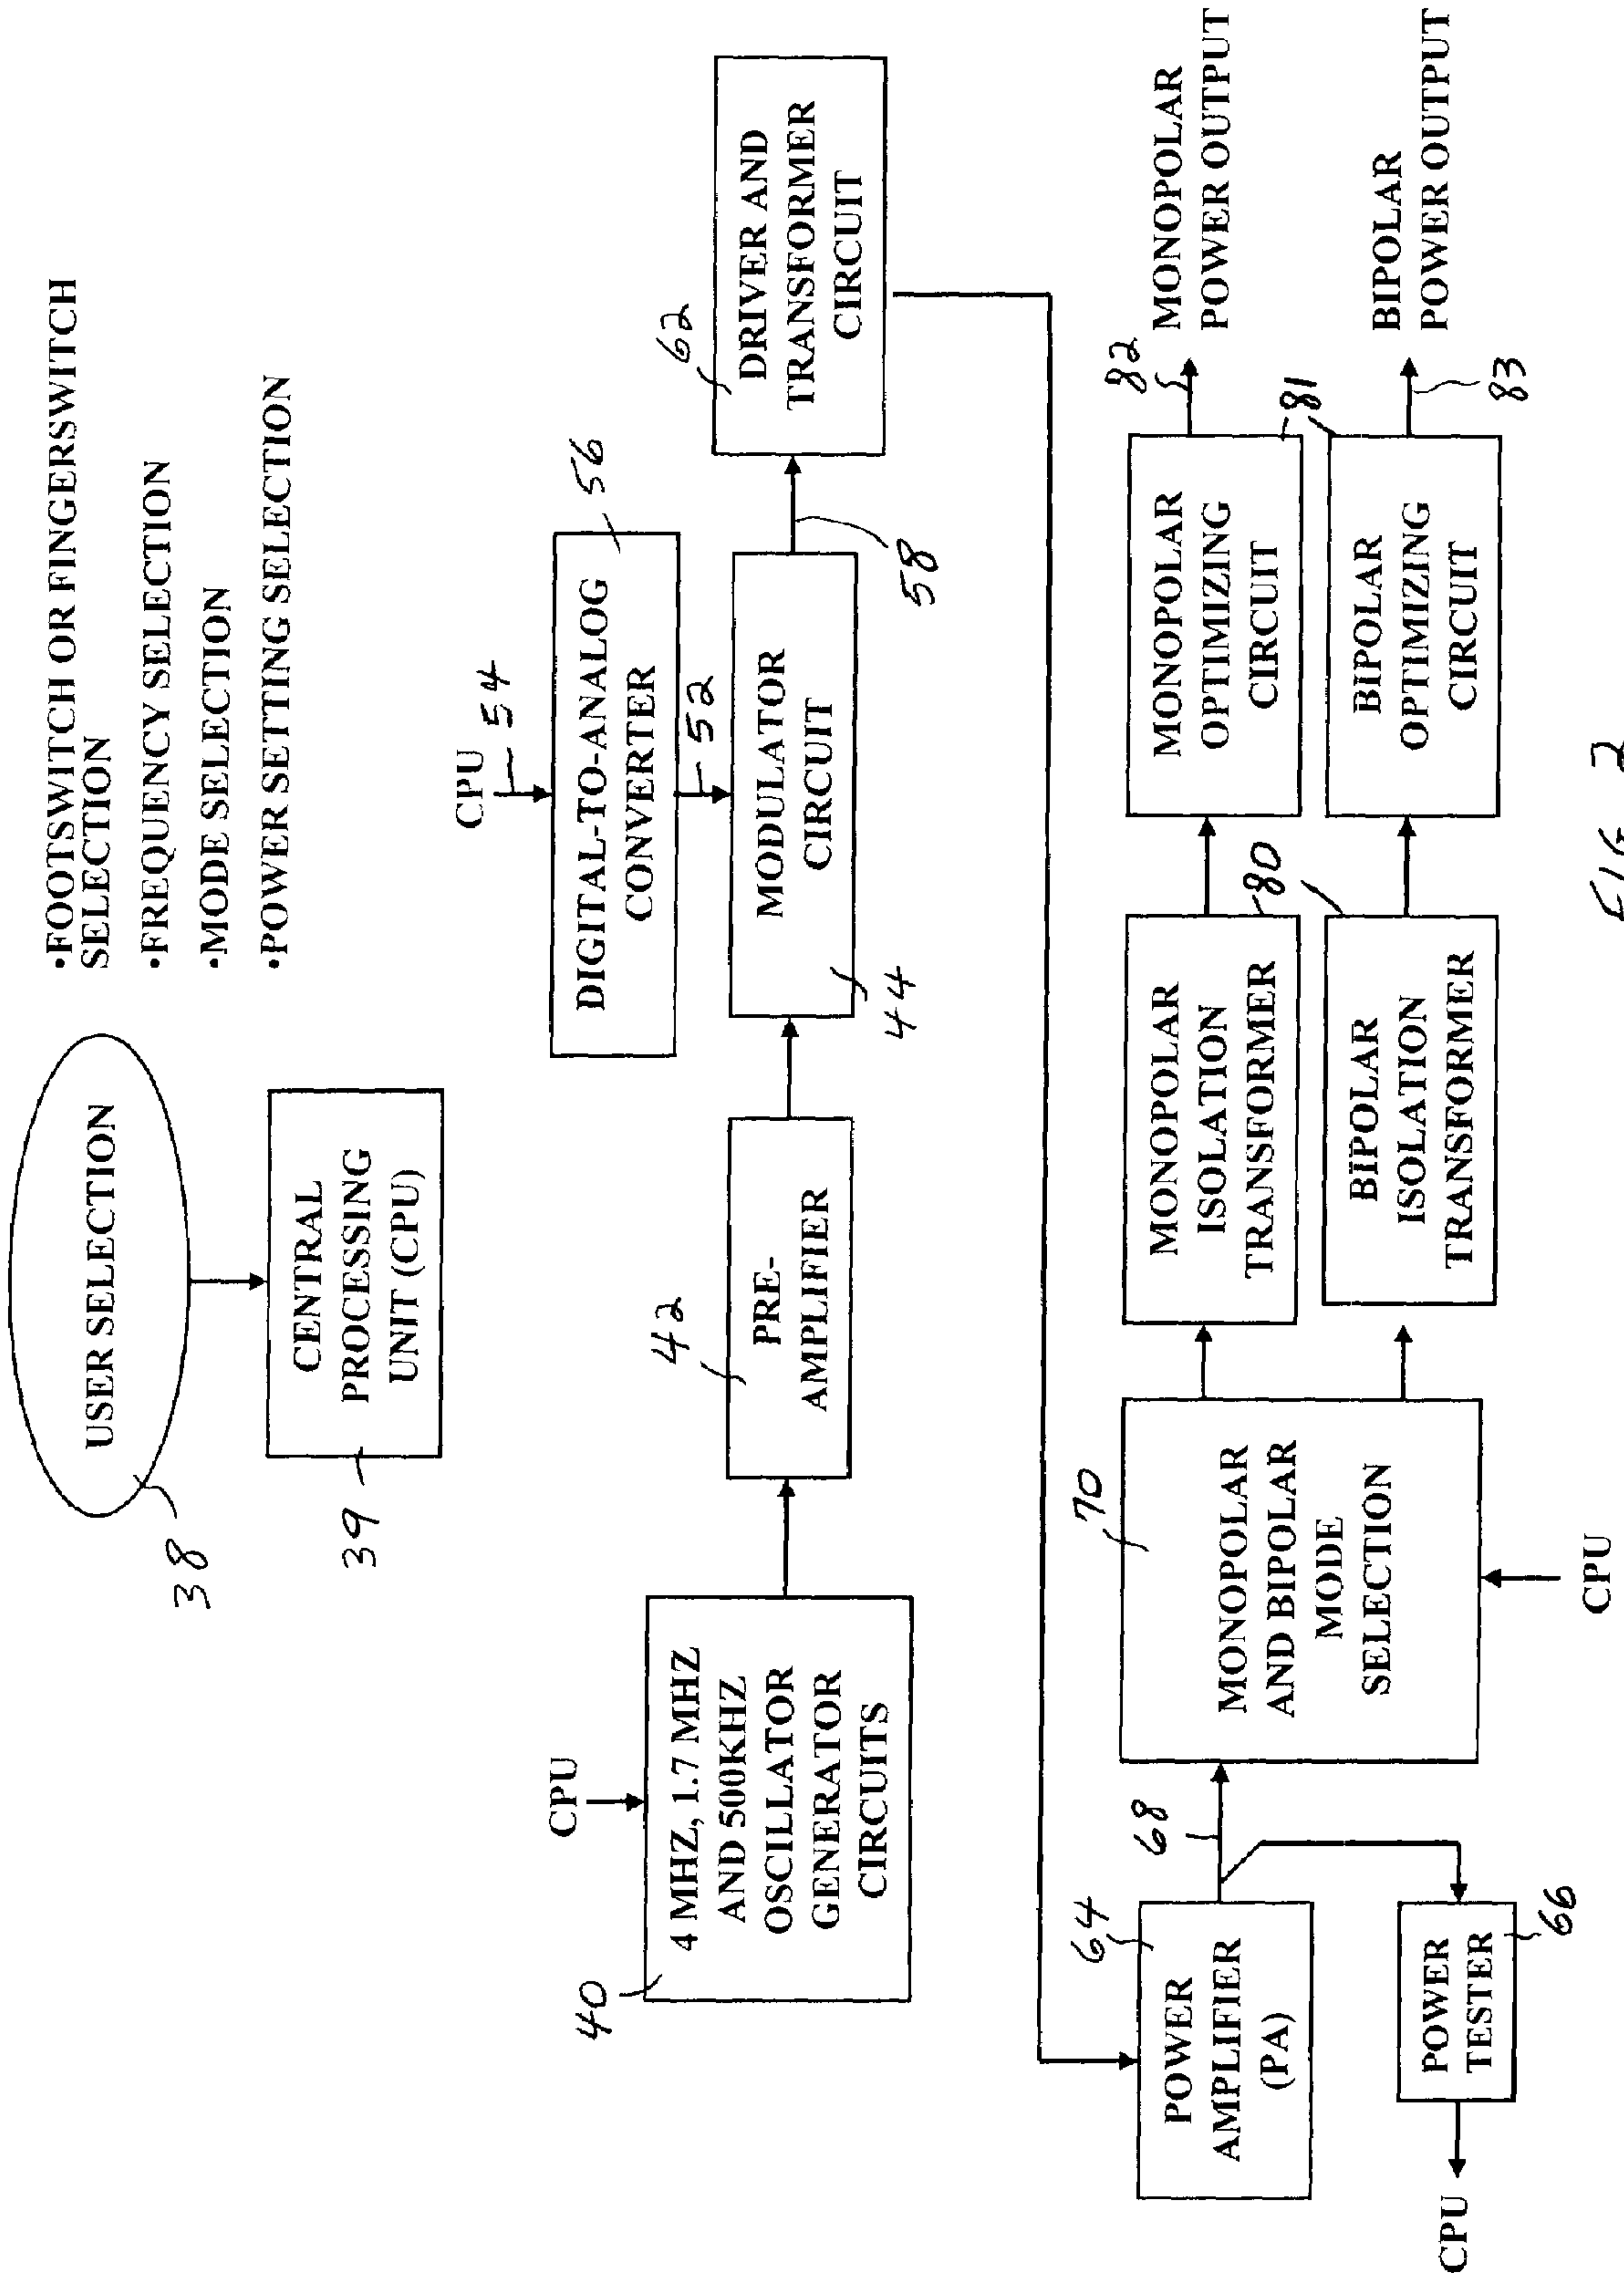 USER SELECTION
38
•FOOTSWITCH OR FINGERSWITCH
SELECTION
•FREQUENCY SELECTION
•MODE SELECTION
•POWER SETTING SELECTION
CENTRAL
PROCESSING
UNIT (CPU)
39
CPU
4 MHZ, 1.7 MHZ
AND 500KHZ
OSCILLATOR
GENERATOR
CIRCUITS
40
PRE-
AMPLIFIER
42
CPU
54
DIGITAL-TO-ANALOG
CONVERTER
56
52
MODULATOR
CIRCUIT
44
58
DRIVER AND
TRANSFORMER
CIRCUIT
62
POWER
AMPLIFIER
(PA)
64
68
POWER
TESTER
66
CPU
MONOPOLAR
AND BIPOLAR
MODE
SELECTION
70
CPU
MONOPOLAR
ISOLATION
TRANSFORMER
80
BIPOLAR
ISOLATION
TRANSFORMER
MONOPOLAR
OPTIMIZING
CIRCUIT
81
BIPOLAR
OPTIMIZING
CIRCUIT
82
MONOPOLAR
POWER OUTPUT
83
BIPOLAR
POWER OUTPUT